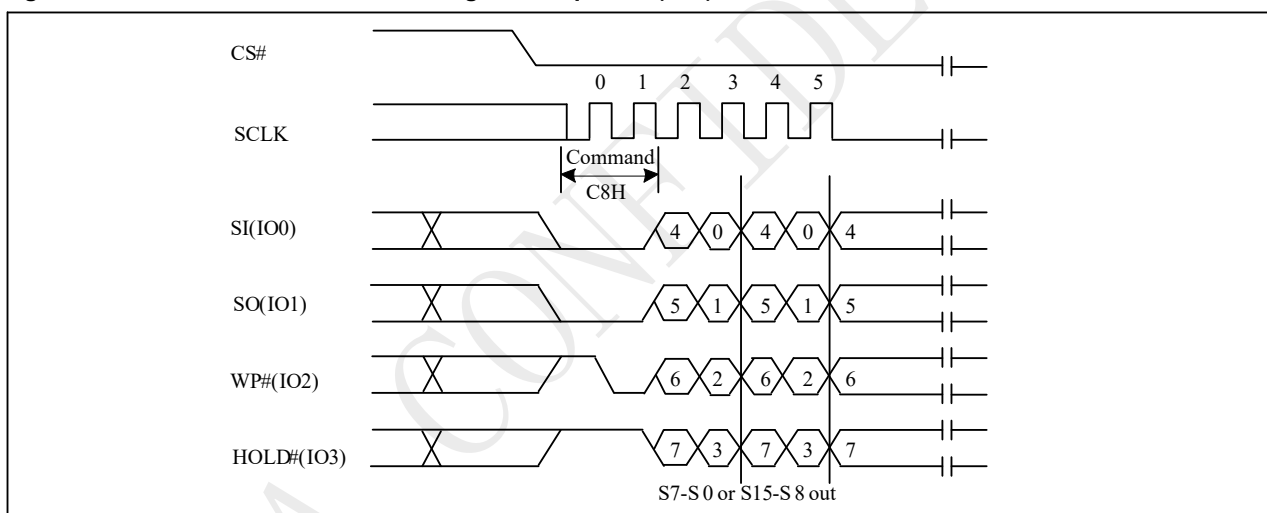 CS#
0 1 2 3 4 5
SCLK
Command
C8H
SI(IO0) 4 0 4 0 4
SO(IO1) 5 1 5 1 5
WP#(IO2) 6 2 6 2 6
HOLD#(IO3) 7 3 7 3 7
S7-S0 or S15-S8 out